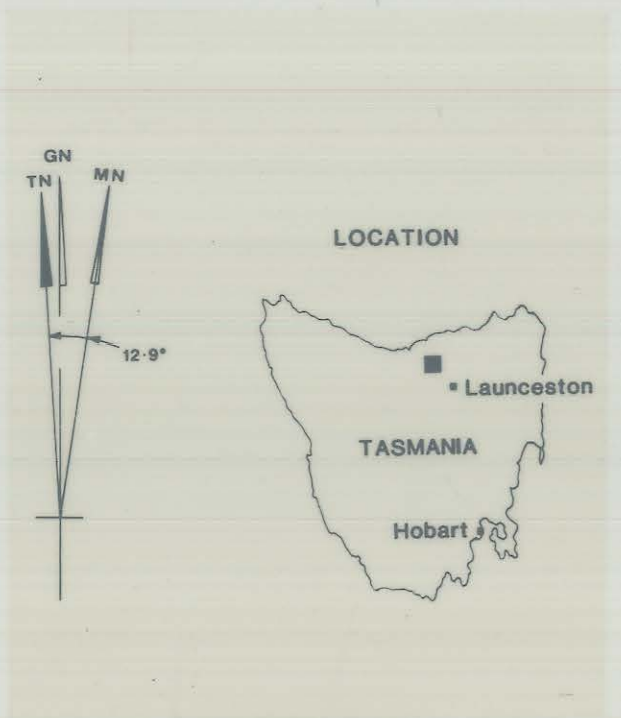 GN
TN
MN
12·9°
LOCATION
Launceston
TASMANIA
Hobart